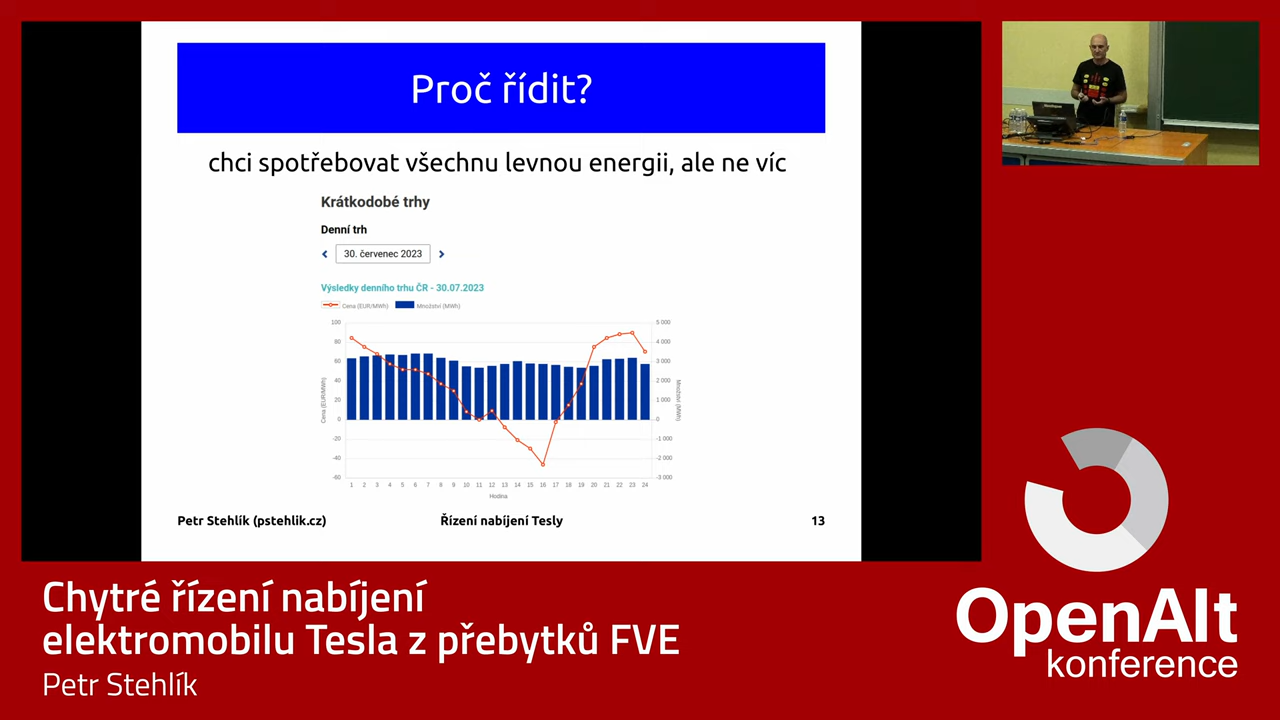 Proč řídit?
chci spotřebovat všechnu levnou energii, ale ne víc
Krátkodobé trhy
Denní trh
30. červenec 2023
Výsledky denního trhu ČR - 30.07.2023
Cena (EUR/MWh) Množství (MWh)
100 5 000
80 4 000
60 3 000
40 2 000
20 1 000
0 0
-20 -1 000
-40 -2 000
-60 -3 000
Cena (EUR/MWh)
Množství (MWh)
1 2 3 4 5 6 7 8 9 10 11 12 13 14 15 16 17 18 19 20 21 22 23 24
Hodina
Petr Stehlík (pstehlik.cz) Řízení nabíjení Tesly 13
Chytré řízení nabíjení
elektromobilu Tesla z přebytků FVE
Petr Stehlík
OpenAlt
konference